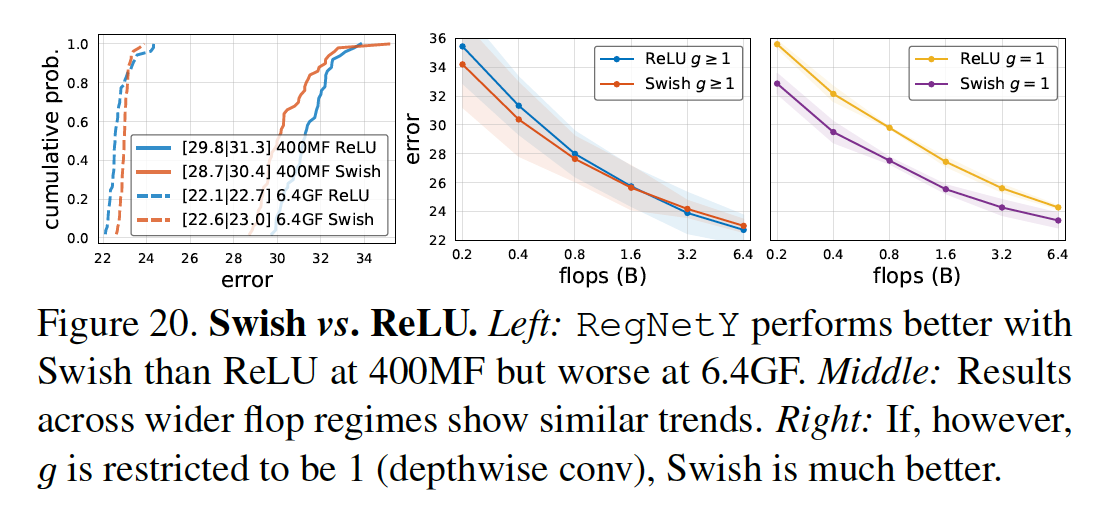 cumulative prob.
1.0
0.8
0.6
0.4
0.2
0.0
[29.8|31.3] 400MF ReLU
[28.7|30.4] 400MF Swish
[22.1|22.7] 6.4GF ReLU
[22.6|23.0] 6.4GF Swish
22 24 26 28 30 32 34
error
error
36
34
32
30
28
26
24
22
ReLU g ≥ 1
Swish g ≥ 1
0.2 0.4 0.8 1.6 3.2 6.4
flops (B)
ReLU g = 1
Swish g = 1
0.2 0.4 0.8 1.6 3.2 6.4
flops (B)
Figure 20. Swish vs. ReLU. Left: RegNetY performs better with
Swish than ReLU at 400MF but worse at 6.4GF. Middle: Results
across wider flop regimes show similar trends. Right: If, however,
g is restricted to be 1 (depthwise conv), Swish is much better.